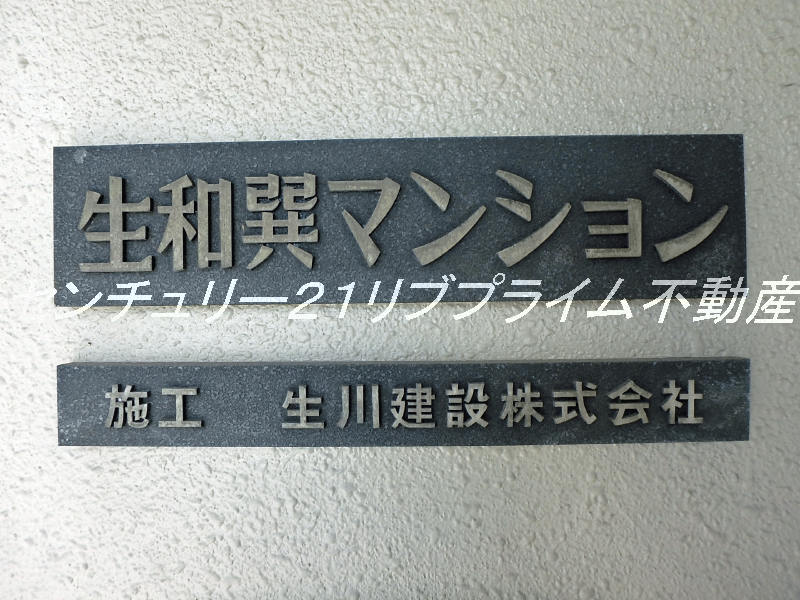 生和巽マンション
センチュリー21リブプライム不動産
施工　生川建設株式会社